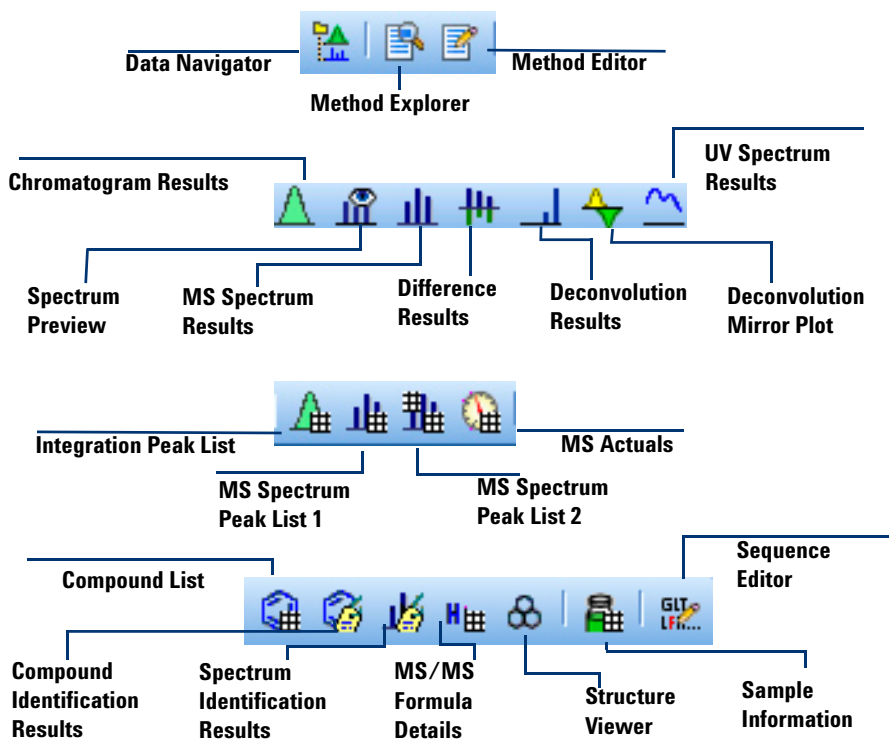 Data Navigator
Method Editor
Method Explorer
UV Spectrum
Results
Chromatogram Results
Spectrum
Preview
MS Spectrum
Results
Difference
Results
Deconvolution
Results
Deconvolution
Mirror Plot
Integration Peak List
MS Actuals
MS Spectrum
Peak List 1
MS Spectrum
Peak List 2
Sequence
Editor
Compound List
H
GLT
LFK...
Compound
Identification
Results
Spectrum
Identification
Results
MS/MS
Formula
Details
Structure
Viewer
Sample
Information